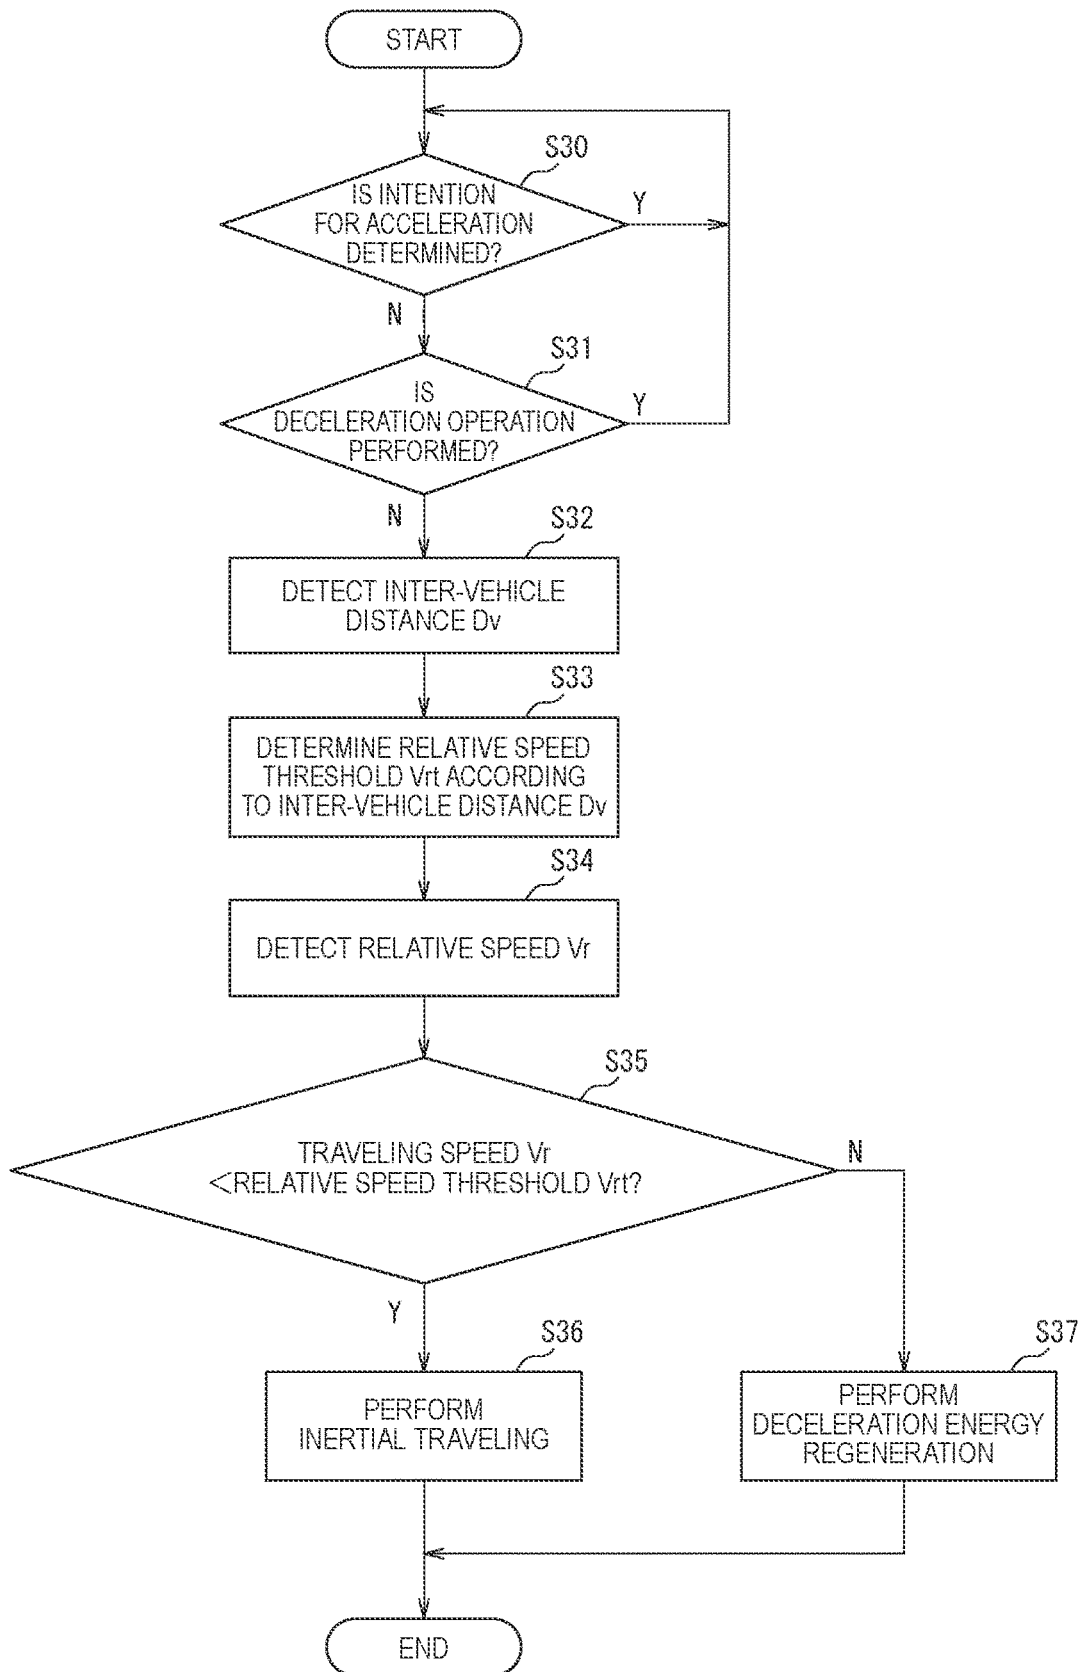 START
S30
IS INTENTION
FOR ACCELERATION
DETERMINED?
Y
N
S31
IS
DECELERATION OPERATION
PERFORMED?
Y
N
S32
DETECT INTER-VEHICLE
DISTANCE Dv
S33
DETERMINE RELATIVE SPEED
THRESHOLD Vrt ACCORDING
TO INTER-VEHICLE DISTANCE Dv
S34
DETECT RELATIVE SPEED Vr
S35
TRAVELING SPEED Vr
<RELATIVE SPEED THRESHOLD Vrt?
N
Y
S36
PERFORM
INERTIAL TRAVELING
S37
PERFORM
DECELERATION ENERGY
REGENERATION
END